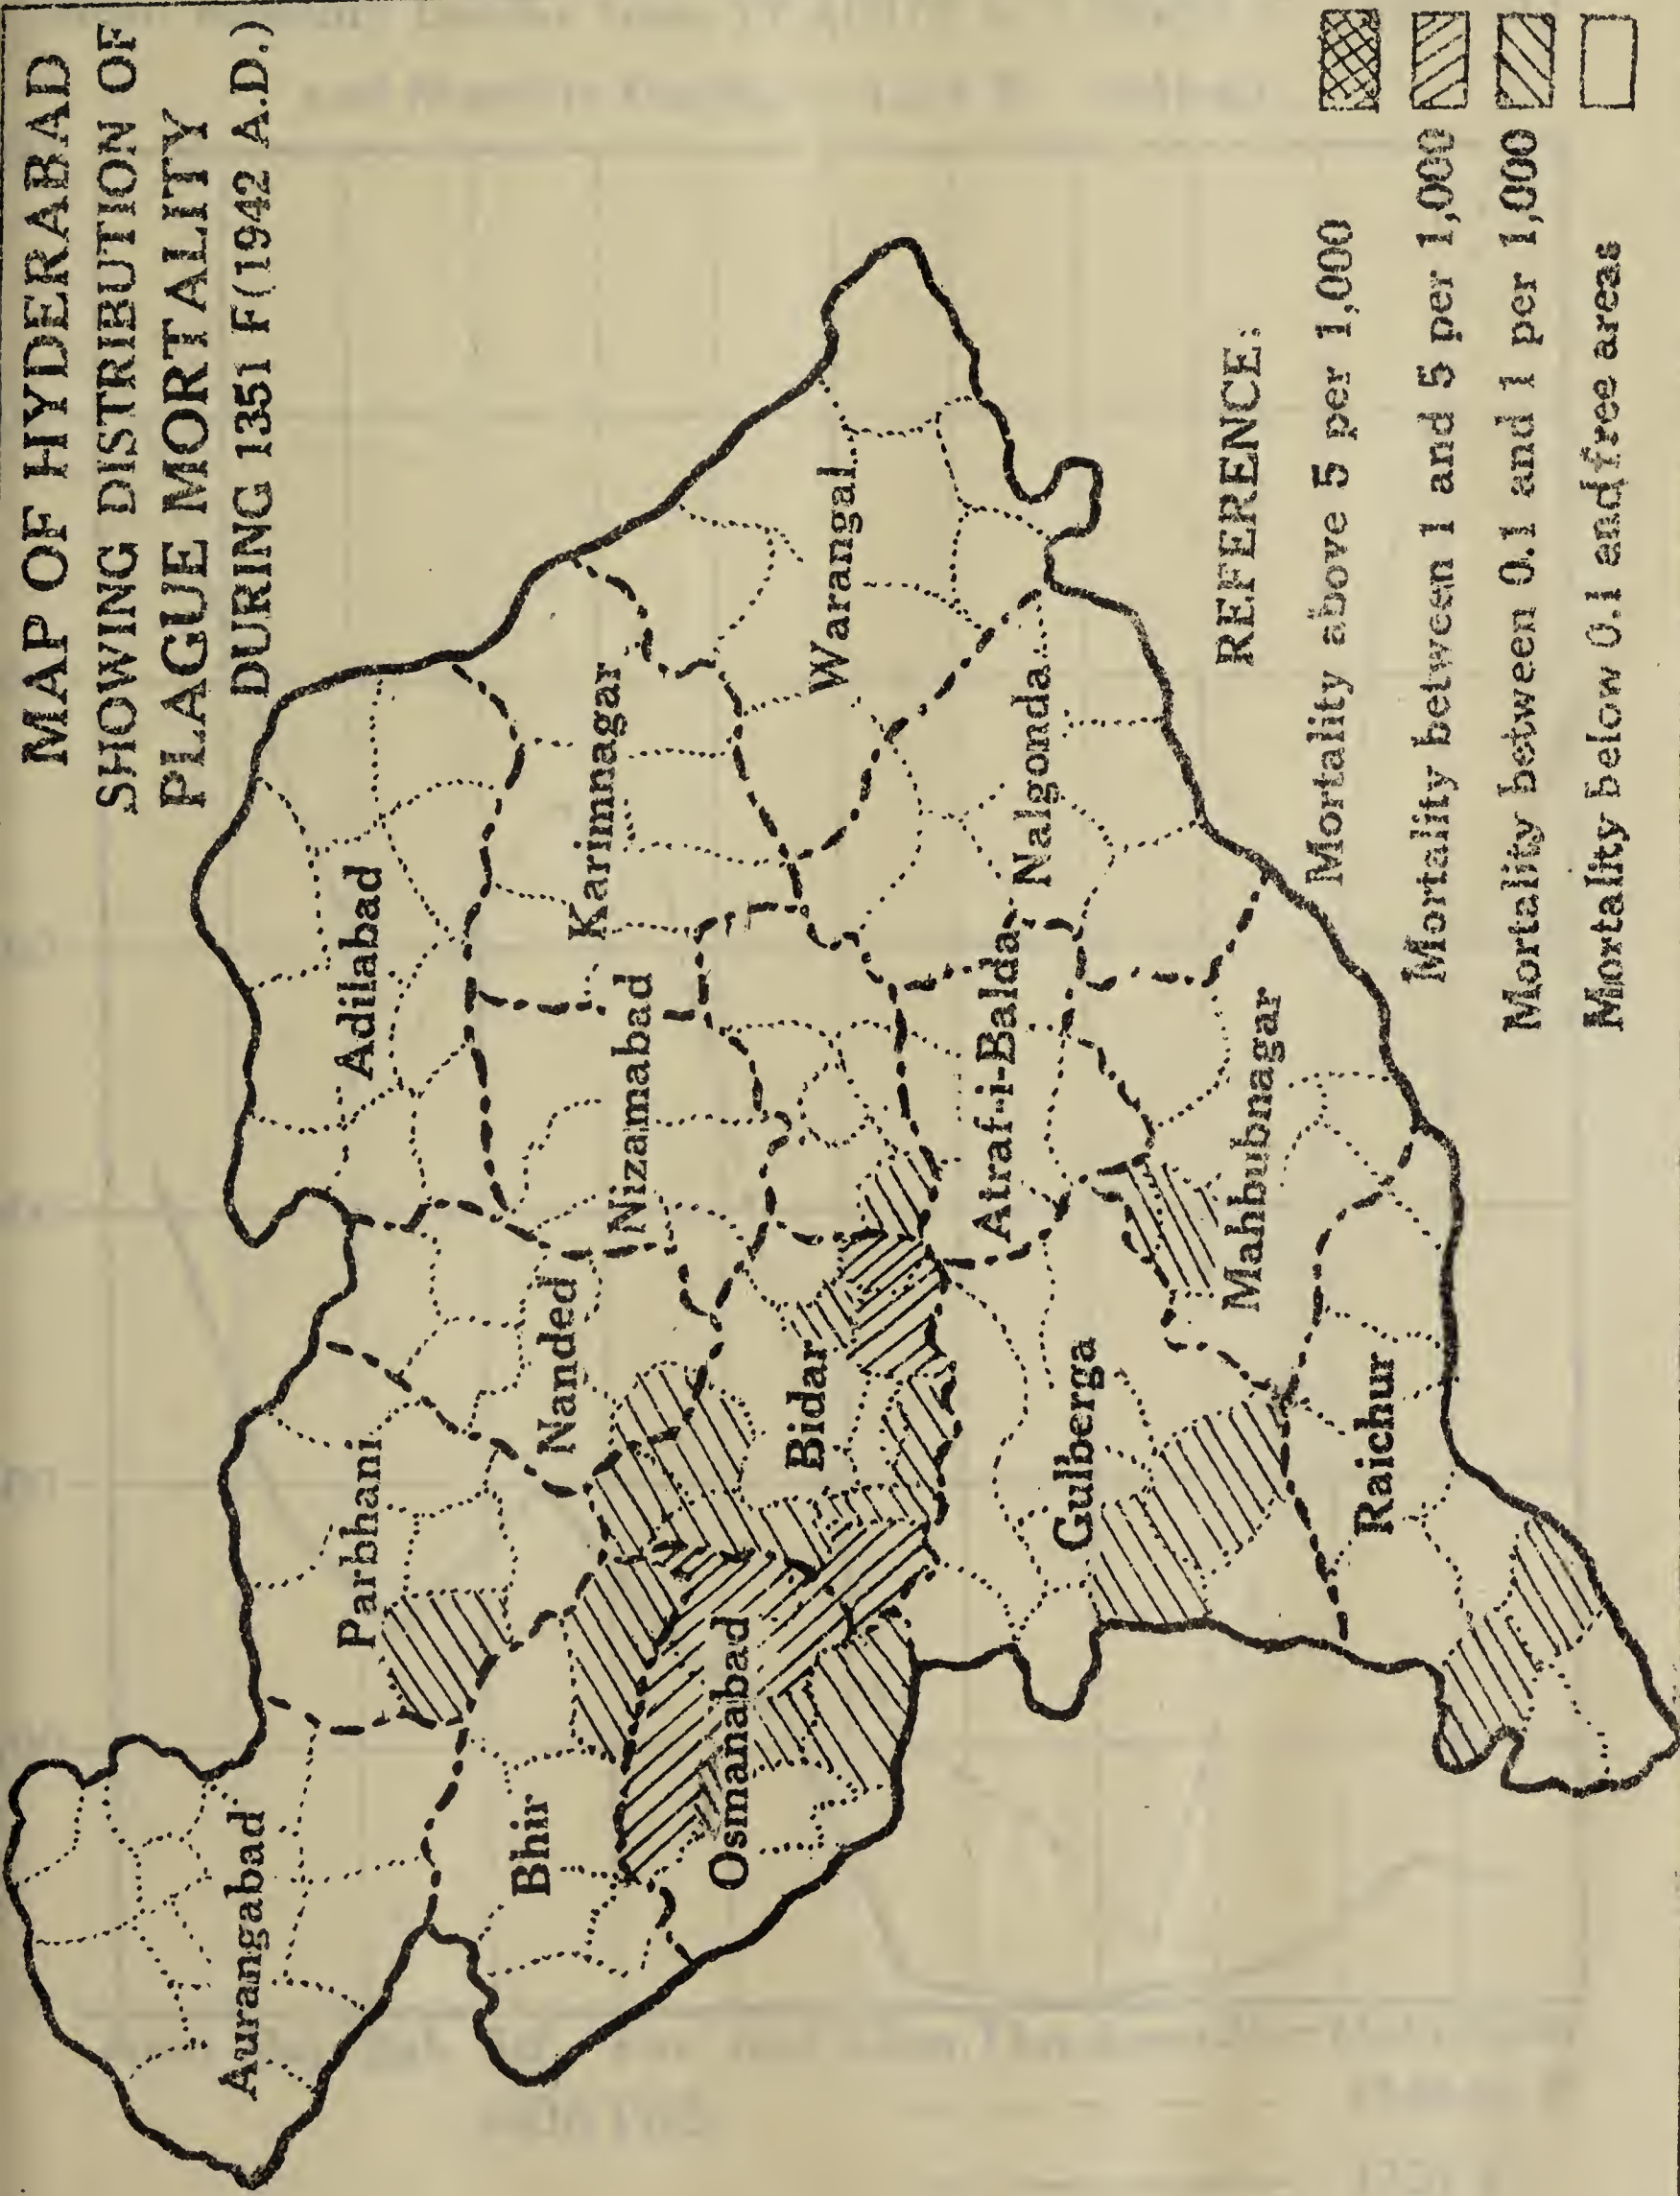 MAP OF HYDERABAD
SHOWING DISTRIBUTION OF
PLAGUE MORTALITY
DURING 1351 F(1942 A.D.)
Aurangabad
Parbhani
Adilabad
Bhir
Nanded
Karimnagar
Nizamabad
Osmanabad
Bidar
Warangal
Atraf-i-Balda
Nalgonda
Gulberga
Mahbubnagar
Raichur
REFERENCE:
Mortality above 5 per 1,000
Mortality between 1 and 5 per 1,000
Mortality between 0.1 and 1 per 1,000
Mortality below 0.1 and free areas